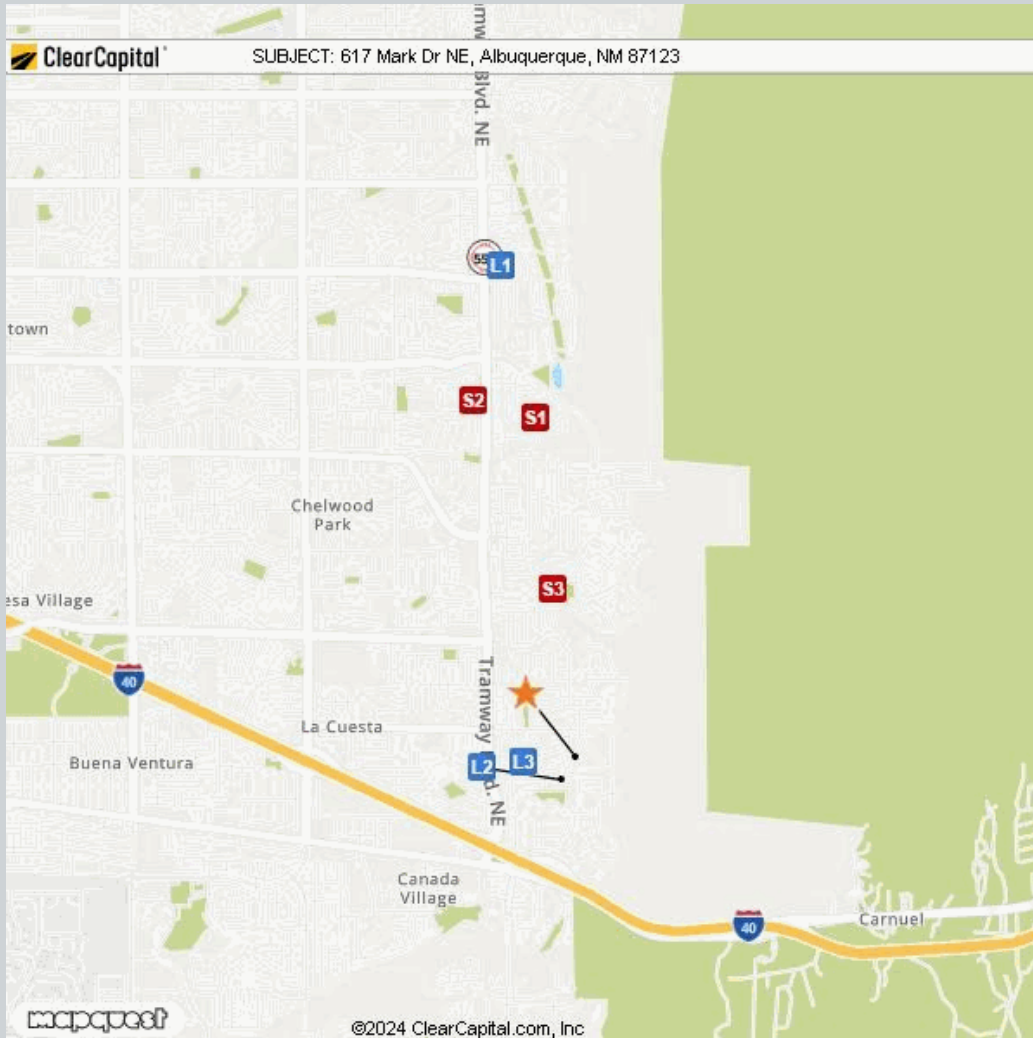 ClearCapital
SUBJECT: 617 Mark Dr NE, Albuquerque, NM 87123
Blvd. NE
L1
town
S2
S1
Chelwood
Park
S3
esa Village
40
Tramway
d. NE
La Cuesta
Buena Ventura
L2
L3
Canada
Village
Carnuel
40
mapquest
©2024 ClearCapital.com, Inc